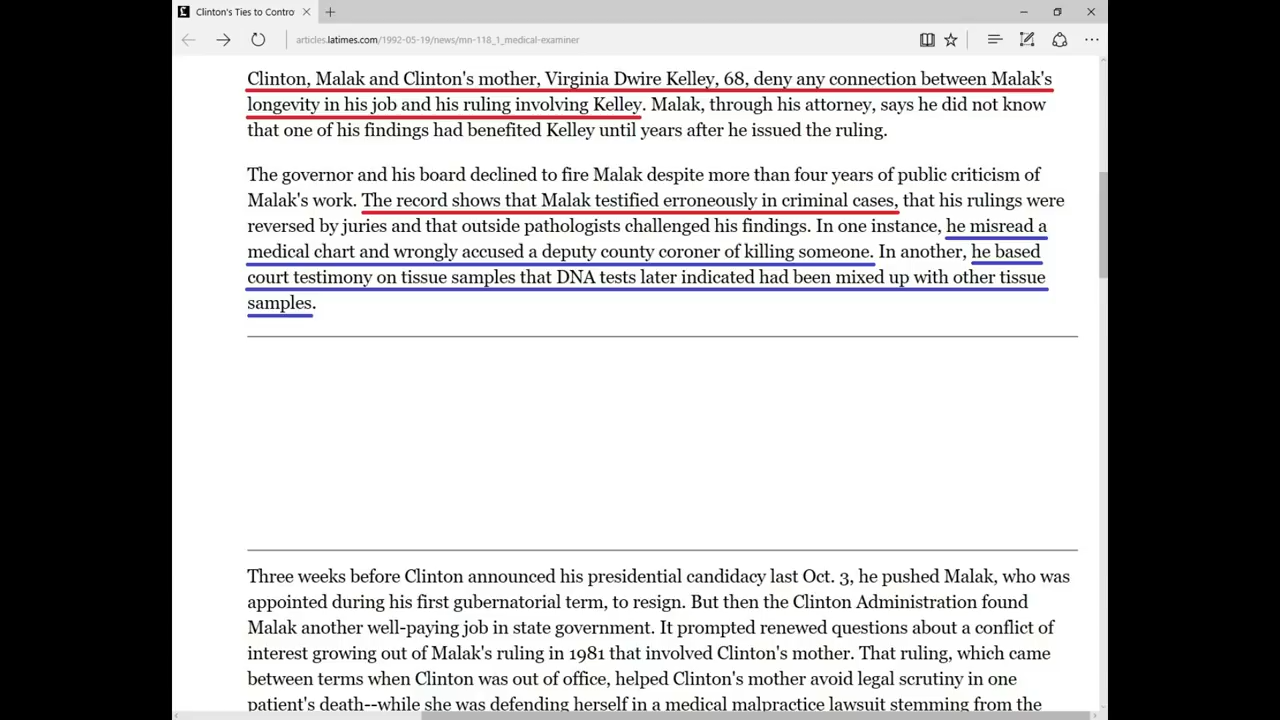 Clinton's Ties to Contro
articles.latimes.com/1992-05-19/news/mn-118_1_medical-examiner
Clinton, Malak and Clinton's mother, Virginia Dwire Kelley, 68, deny any connection between Malak's
longevity in his job and his ruling involving Kelley. Malak, through his attorney, says he did not know
that one of his findings had benefited Kelley until years after he issued the ruling.
The governor and his board declined to fire Malak despite more than four years of public criticism of
Malak's work. The record shows that Malak testified erroneously in criminal cases, that his rulings were
reversed by juries and that outside pathologists challenged his findings. In one instance, he misread a
medical chart and wrongly accused a deputy county coroner of killing someone. In another, he based
court testimony on tissue samples that DNA tests later indicated had been mixed up with other tissue
samples.
Three weeks before Clinton announced his presidential candidacy last Oct. 3, he pushed Malak, who was
appointed during his first gubernatorial term, to resign. But then the Clinton Administration found
Malak another well-paying job in state government. It prompted renewed questions about a conflict of
interest growing out of Malak's ruling in 1981 that involved Clinton's mother. That ruling, which came
between terms when Clinton was out of office, helped Clinton's mother avoid legal scrutiny in one
patient's death--while she was defending herself in a medical malpractice lawsuit stemming from the